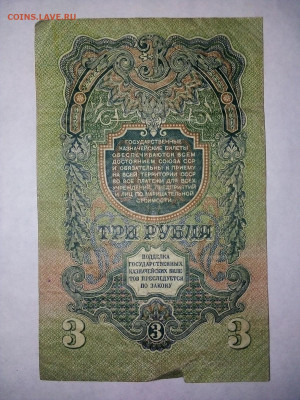 COINS.LAVE.RU
3
ГОСУДАРСТВЕННЫЕ
КАЗНАЧЕЙСКИЕ БИЛЕТЫ
ОБЕСПЕЧИВАЮТСЯ ВСЕМ
ДОСТОЯНИЕМ СОЮЗА ССР
И ОБЯЗАТЕЛЬНЫ К ПРИЕМУ
НА ВСЕЙ ТЕРРИТОРИИ СССР
ВО ВСЕ ПЛАТЕЖИ ДЛЯ ВСЕХ
УЧРЕЖДЕНИЙ, ПРЕДПРИЯТИЙ
И ЛИЦ ПО НАРИЦАТЕЛЬНОЙ
СТОИМОСТИ
ТРИ РУБЛЯ
ПОДДЕЛКА
ГОСУДАРСТВЕННЫХ
КАЗНАЧЕЙСКИХ БИЛЕ
ТОВ ПРЕСЛЕДУЕТСЯ
ПО ЗАКОНУ
3 3 3